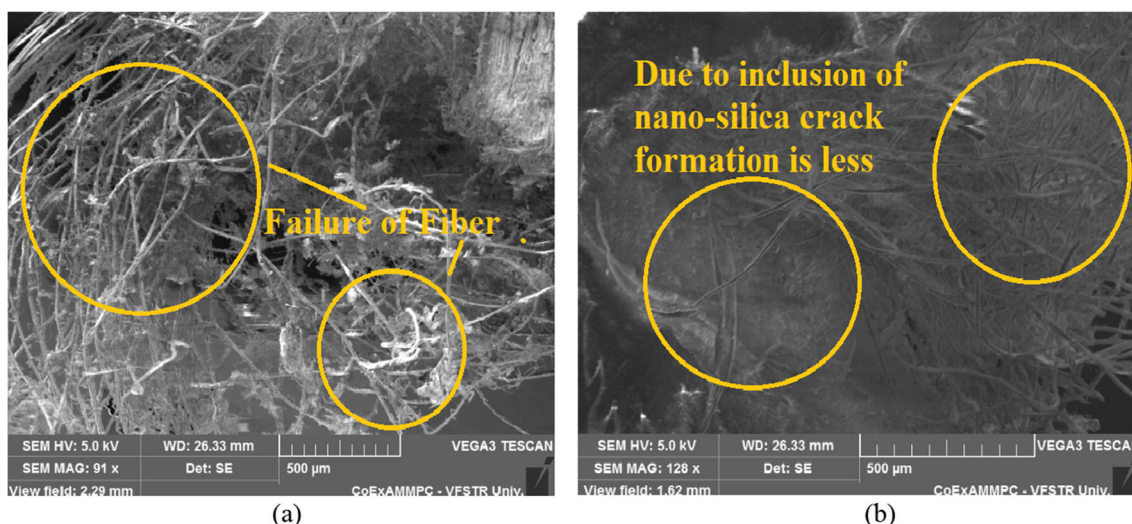 Failure of Fiber
SEM HV: 5.0 kV
WD: 26.33 mm
VEGA3 TESCAN
SEM MAG: 91 x
Det: SE
500 µm
View field: 2.29 mm
CoExAMMPC - VFSTR Univ.
(a)
Due to inclusion of
nano-silica crack
formation is less
SEM HV: 5.0 kV
WD: 26.33 mm
VEGA3 TESCAN
SEM MAG: 128 x
Det: SE
500 µm
View field: 1.62 mm
CoExAMMPC - VFSTR Univ.
(b)